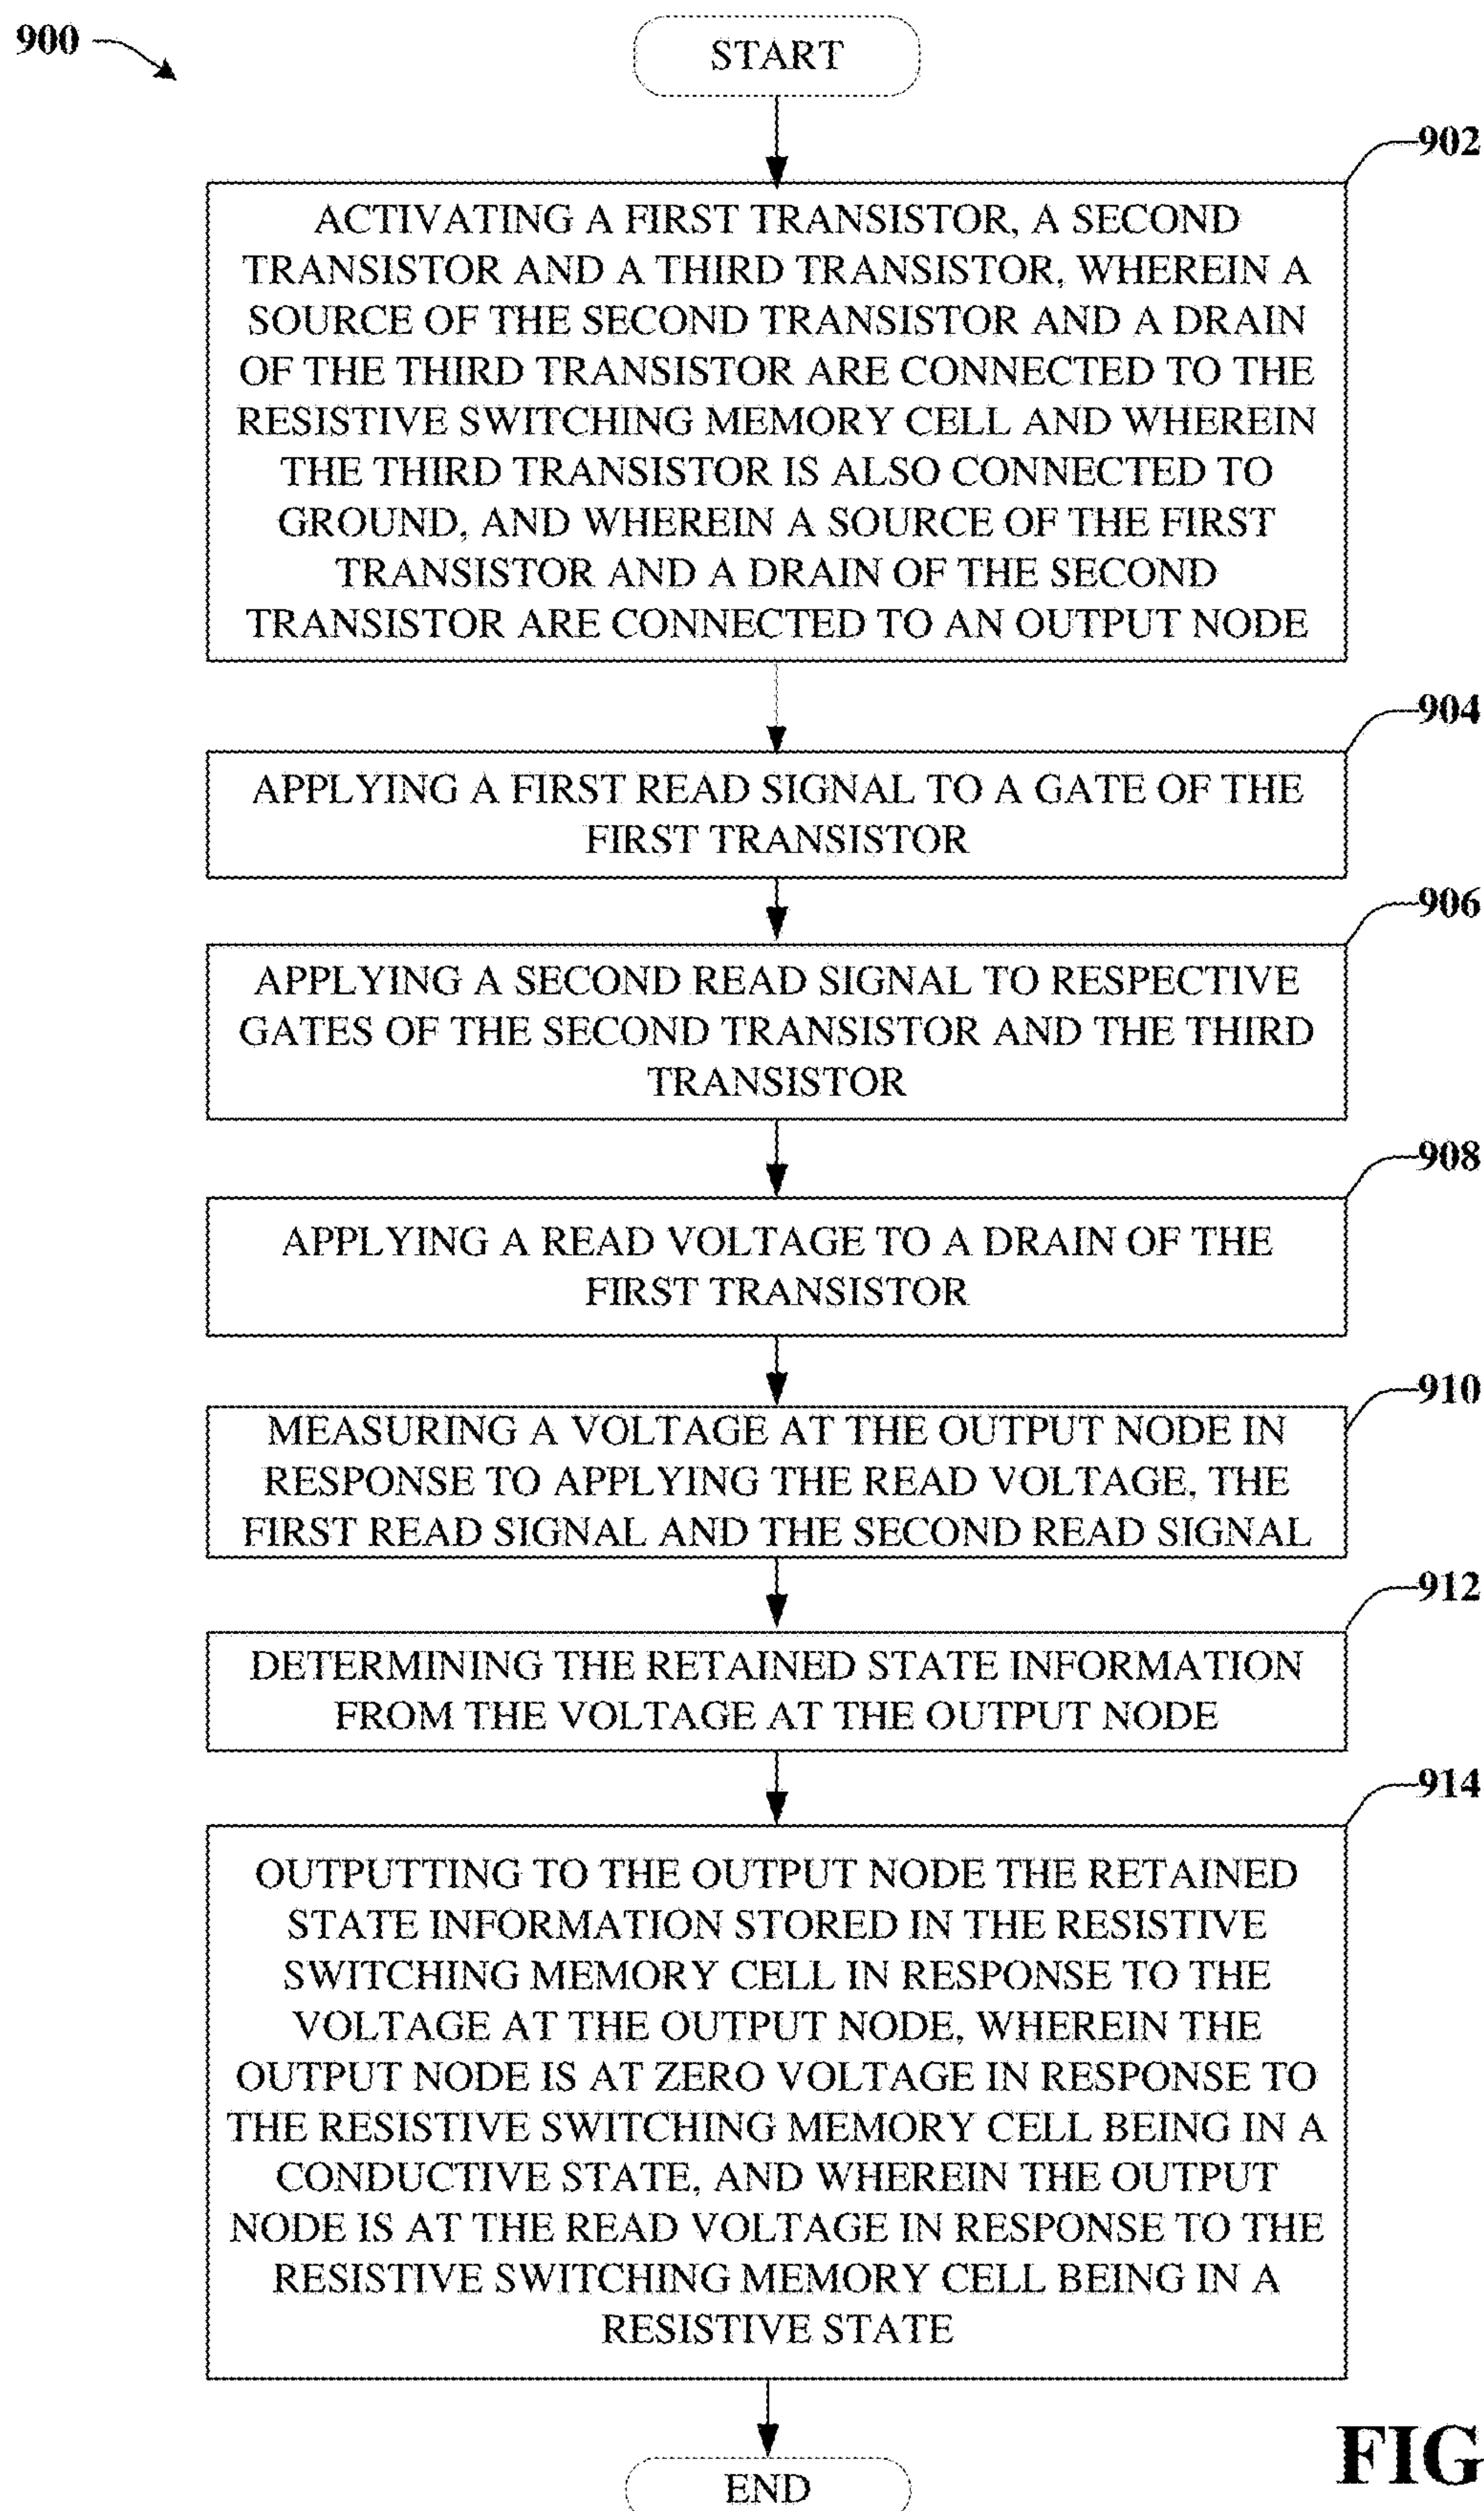 900
START
902
ACTIVATING A FIRST TRANSISTOR, A SECOND
TRANSISTOR AND A THIRD TRANSISTOR, WHEREIN A
SOURCE OF THE SECOND TRANSISTOR AND A DRAIN
OF THE THIRD TRANSISTOR ARE CONNECTED TO THE
RESISTIVE SWITCHING MEMORY CELL AND WHEREIN
THE THIRD TRANSISTOR IS ALSO CONNECTED TO
GROUND, AND WHEREIN A SOURCE OF THE FIRST
TRANSISTOR AND A DRAIN OF THE SECOND
TRANSISTOR ARE CONNECTED TO AN OUTPUT NODE
904
APPLYING A FIRST READ SIGNAL TO A GATE OF THE
FIRST TRANSISTOR
906
APPLYING A SECOND READ SIGNAL TO RESPECTIVE
GATES OF THE SECOND TRANSISTOR AND THE THIRD
TRANSISTOR
908
APPLYING A READ VOLTAGE TO A DRAIN OF THE
FIRST TRANSISTOR
910
MEASURING A VOLTAGE AT THE OUTPUT NODE IN
RESPONSE TO APPLYING THE READ VOLTAGE, THE
FIRST READ SIGNAL AND THE SECOND READ SIGNAL
912
DETERMINING THE RETAINED STATE INFORMATION
FROM THE VOLTAGE AT THE OUTPUT NODE
914
OUTPUTTING TO THE OUTPUT NODE THE RETAINED
STATE INFORMATION STORED IN THE RESISTIVE
SWITCHING MEMORY CELL IN RESPONSE TO THE
VOLTAGE AT THE OUTPUT NODE, WHEREIN THE
OUTPUT NODE IS AT ZERO VOLTAGE IN RESPONSE TO
THE RESISTIVE SWITCHING MEMORY CELL BEING IN A
CONDUCTIVE STATE, AND WHEREIN THE OUTPUT
NODE IS AT THE READ VOLTAGE IN RESPONSE TO THE
RESISTIVE SWITCHING MEMORY CELL BEING IN A
RESISTIVE STATE
END
FIG